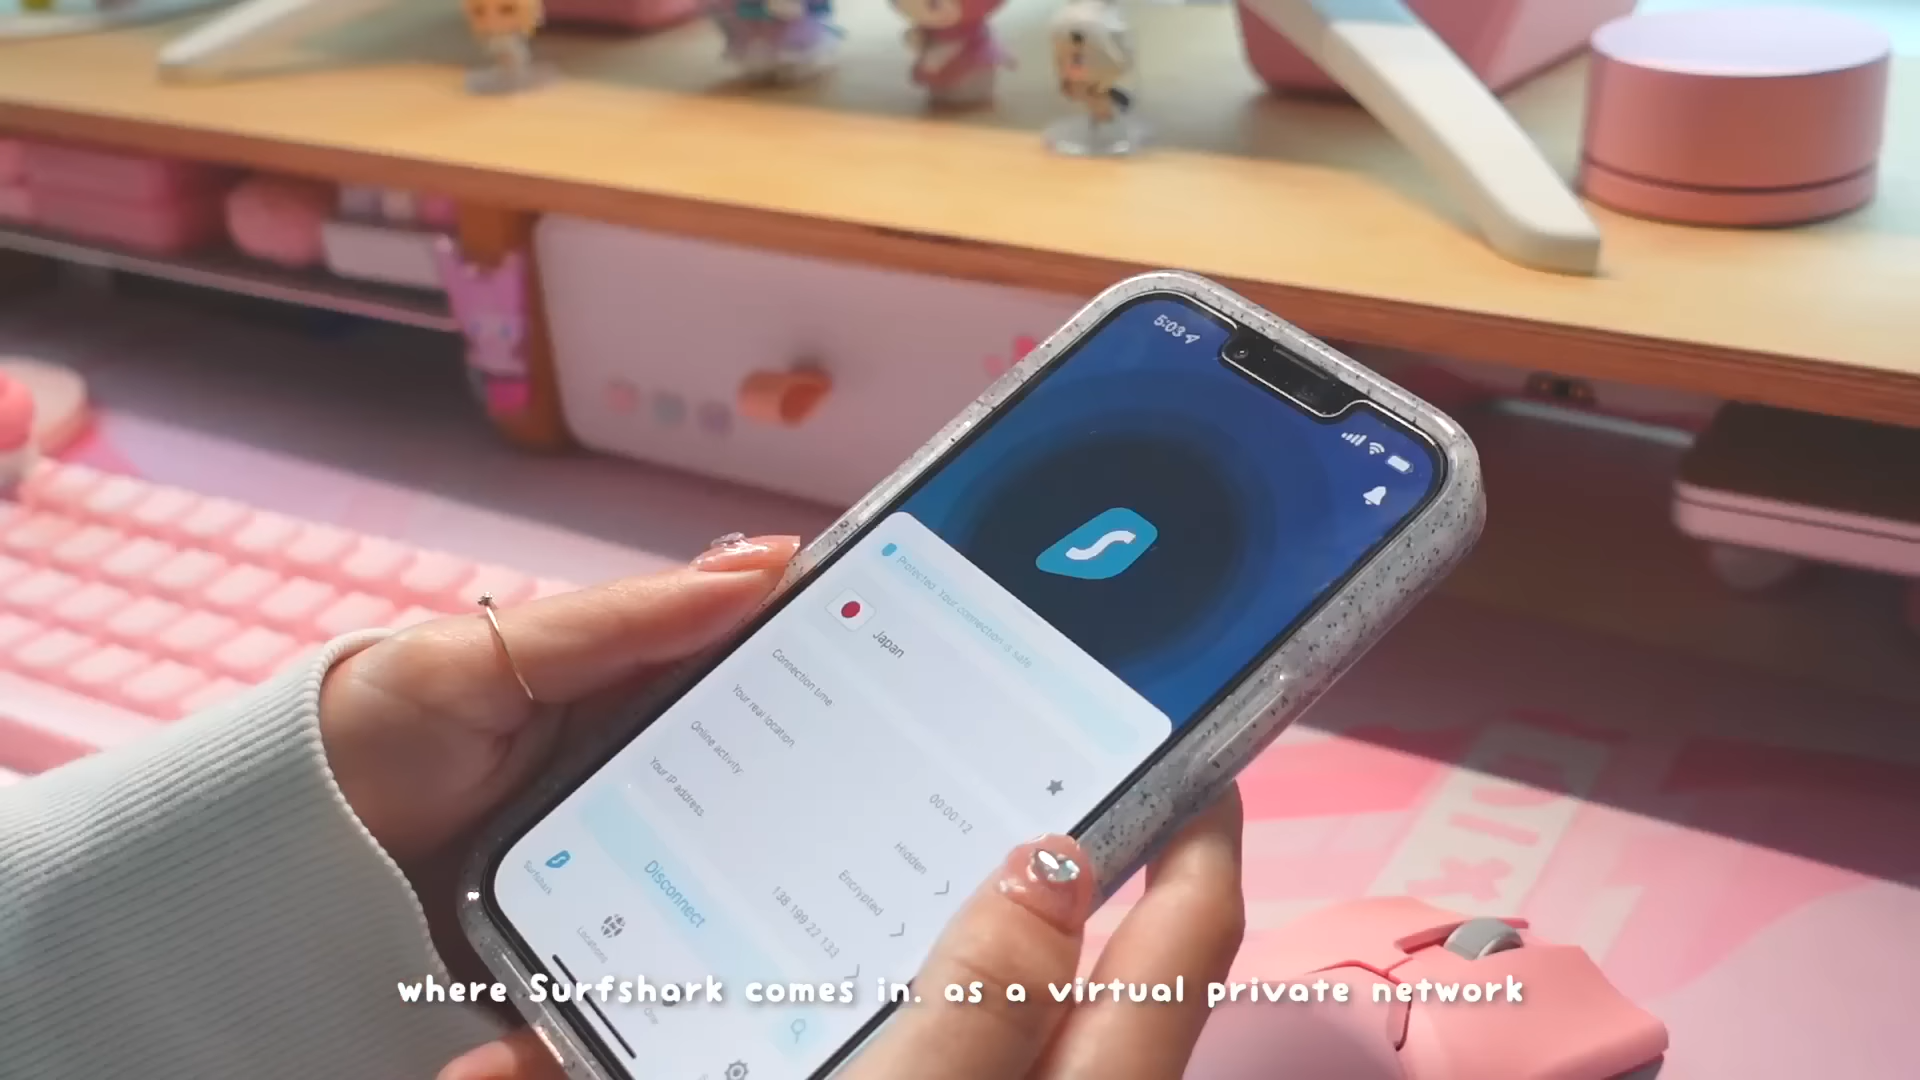 5:03
Protected. Your connection is safe
Japan
Connection time
00:00:12
Your real location
Hidden
Online activity:
Encrypted
Your IP address
138.199.22.133
Disconnect
Surfshark
Locations
One
where Surfshark comes in. as a virtual private network